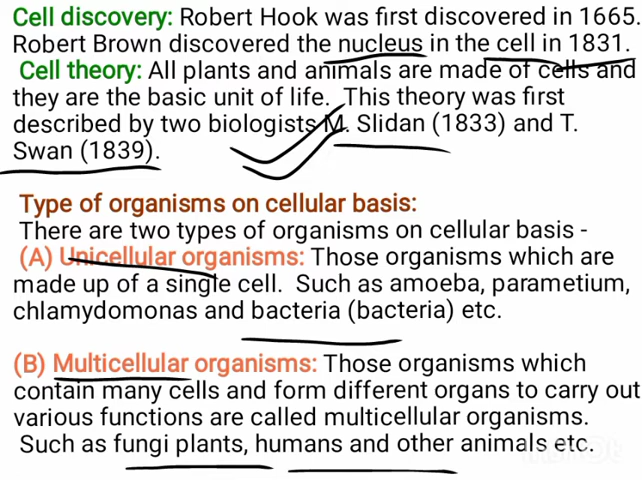 Cell discovery: Robert Hook was first discovered in 1665.
Robert Brown discovered the nucleus in the cell in 1831.
Cell theory: All plants and animals are made of cells and
they are the basic unit of life. This theory was first
described by two biologists M. Slidan (1833) and T.
Swan (1839).
Type of organisms on cellular basis:
There are two types of organisms on cellular basis -
(A) Unicellular organisms: Those organisms which are
made up of a single cell. Such as amoeba, parametium,
chlamydomonas and bacteria (bacteria) etc.
(B) Multicellular organisms: Those organisms which
contain many cells and form different organs to carry out
various functions are called multicellular organisms.
Such as fungi plants, humans and other animals etc.